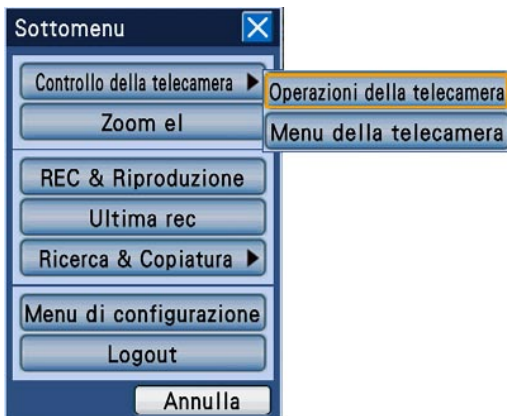 Sottomenu
Controllo della telecamera
Operazioni della telecamera
Zoom el
Menu della telecamera
REC & Riproduzione
Ultima rec
Ricerca & Copiatura
Menu di configurazione
Logout
Annulla